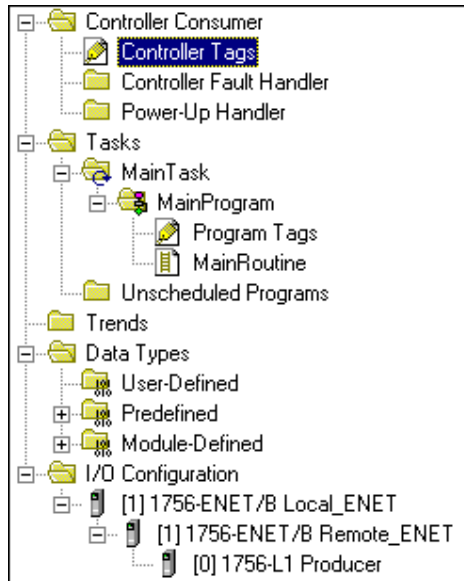 Controller Consumer
Controller Tags
Controller Fault Handler
Power-Up Handler
Tasks
MainTask
MainProgram
Program Tags
MainRoutine
Unscheduled Programs
Trends
Data Types
User-Defined
Predefined
Module-Defined
I/O Configuration
[1] 1756-ENET/B Local_ENET
[1] 1756-ENET/B Remote_ENET
[0] 1756-L1 Producer